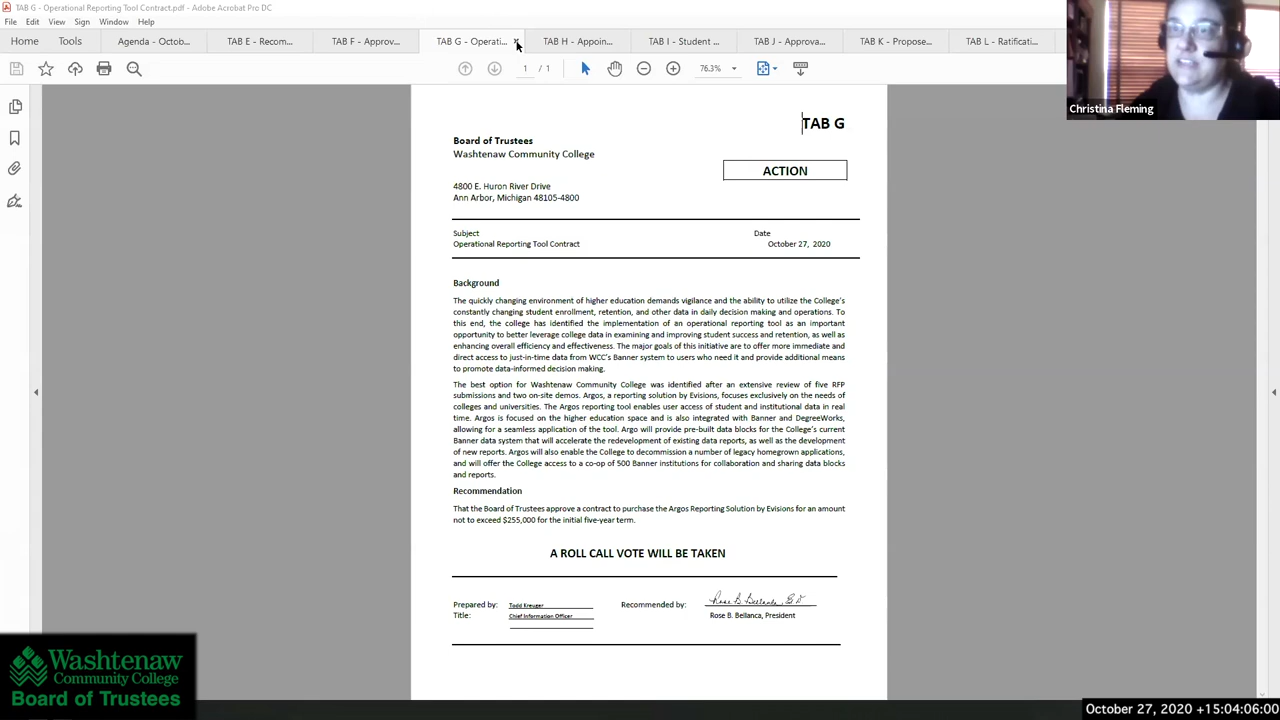 TAB G - Operational Reporting Tool Contract.pdf - Adobe Acrobat Pro DC
File Edit View Sign Window Help
Home Tools Agenda - Octob... TAB E - Recom... TAB F - Approv... - Operati... TAB H - Appoin... TAB I - Studen... TAB J - Approva... TAB K - Propose... TAB L - Ratificati...
1 / 1 76.3%
Christina Fleming
TAB G
Board of Trustees
Washtenaw Community College
ACTION
4800 E. Huron River Drive
Ann Arbor, Michigan 48105-4800
Subject Date
Operational Reporting Tool Contract October 27, 2020
Background
The quickly changing environment of higher education demands vigilance and the ability to utilize the College's
constantly changing student enrollment, retention, and other data in daily decision making and operations. To
this end, the college has identified the implementation of an operational reporting tool as an important
opportunity to better leverage college data in examining and improving student success and retention, as well as
enhancing overall efficiency and effectiveness. The major goals of this initiative are to offer more immediate and
direct access to just-in-time data from WCC's Banner system to users who need it and provide additional means
to promote data-informed decision making.
The best option for Washtenaw Community College was identified after an extensive review of five RFP
submissions and two on-site demos. Argos, a reporting solution by Evisions, focuses exclusively on the needs of
colleges and universities. The Argos reporting tool enables user access of student and institutional data in real
time. Argos is focused on the higher education space and is also integrated with Banner and DegreeWorks,
allowing for a seamless application of the tool. Argo will provide pre-built data blocks for the College's current
Banner data system that will accelerate the redevelopment of existing data reports, as well as the development
of new reports. Argos will also enable the College to decommission a number of legacy homegrown applications,
and will offer the College access to a co-op of 500 Banner institutions for collaboration and sharing data blocks
and reports.
Recommendation
That the Board of Trustees approve a contract to purchase the Argos Reporting Solution by Evisions for an amount
not to exceed $255,000 for the initial five-year term.
A ROLL CALL VOTE WILL BE TAKEN
Prepared by: Todd Kreuger Recommended by: Rose B. Bellanca, Ed.D
Title: Chief Information Officer Rose B. Bellanca, President
Washtenaw
Community College
Board of Trustees
October 27, 2020 +15:04:06:00